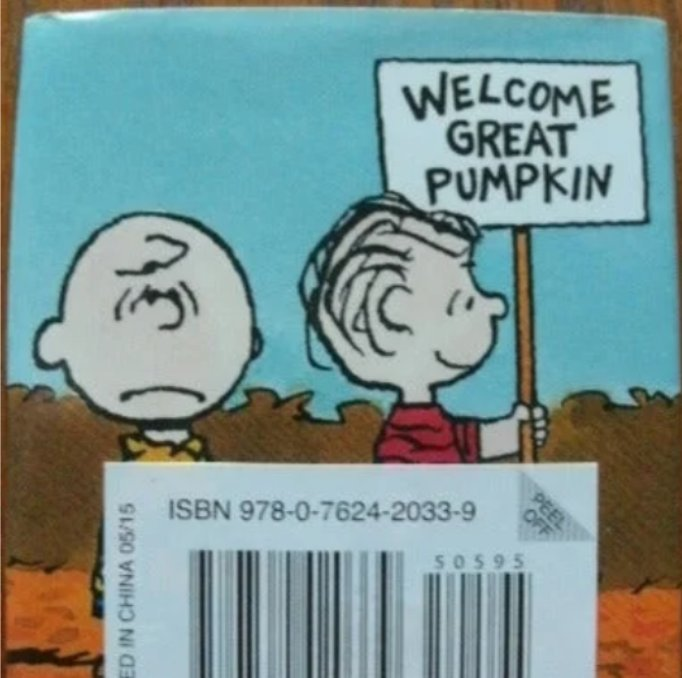 WELCOME
GREAT
PUMPKIN
ISBN 978-0-7624-2033-9
PEEL
OFF
50595
ED IN CHINA 05/15